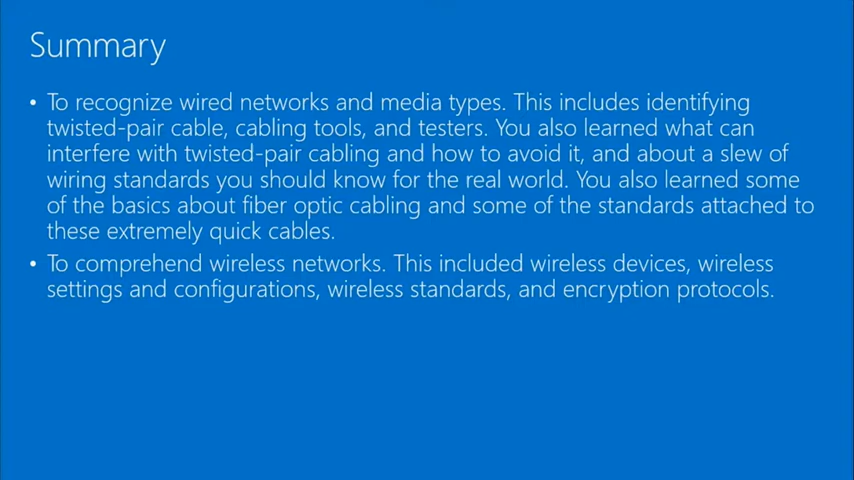 Summary
• To recognize wired networks and media types. This includes identifying
twisted-pair cable, cabling tools, and testers. You also learned what can
interfere with twisted-pair cabling and how to avoid it, and about a slew of
wiring standards you should know for the real world. You also learned some
of the basics about fiber optic cabling and some of the standards attached to
these extremely quick cables.
• To comprehend wireless networks. This included wireless devices, wireless
settings and configurations, wireless standards, and encryption protocols.